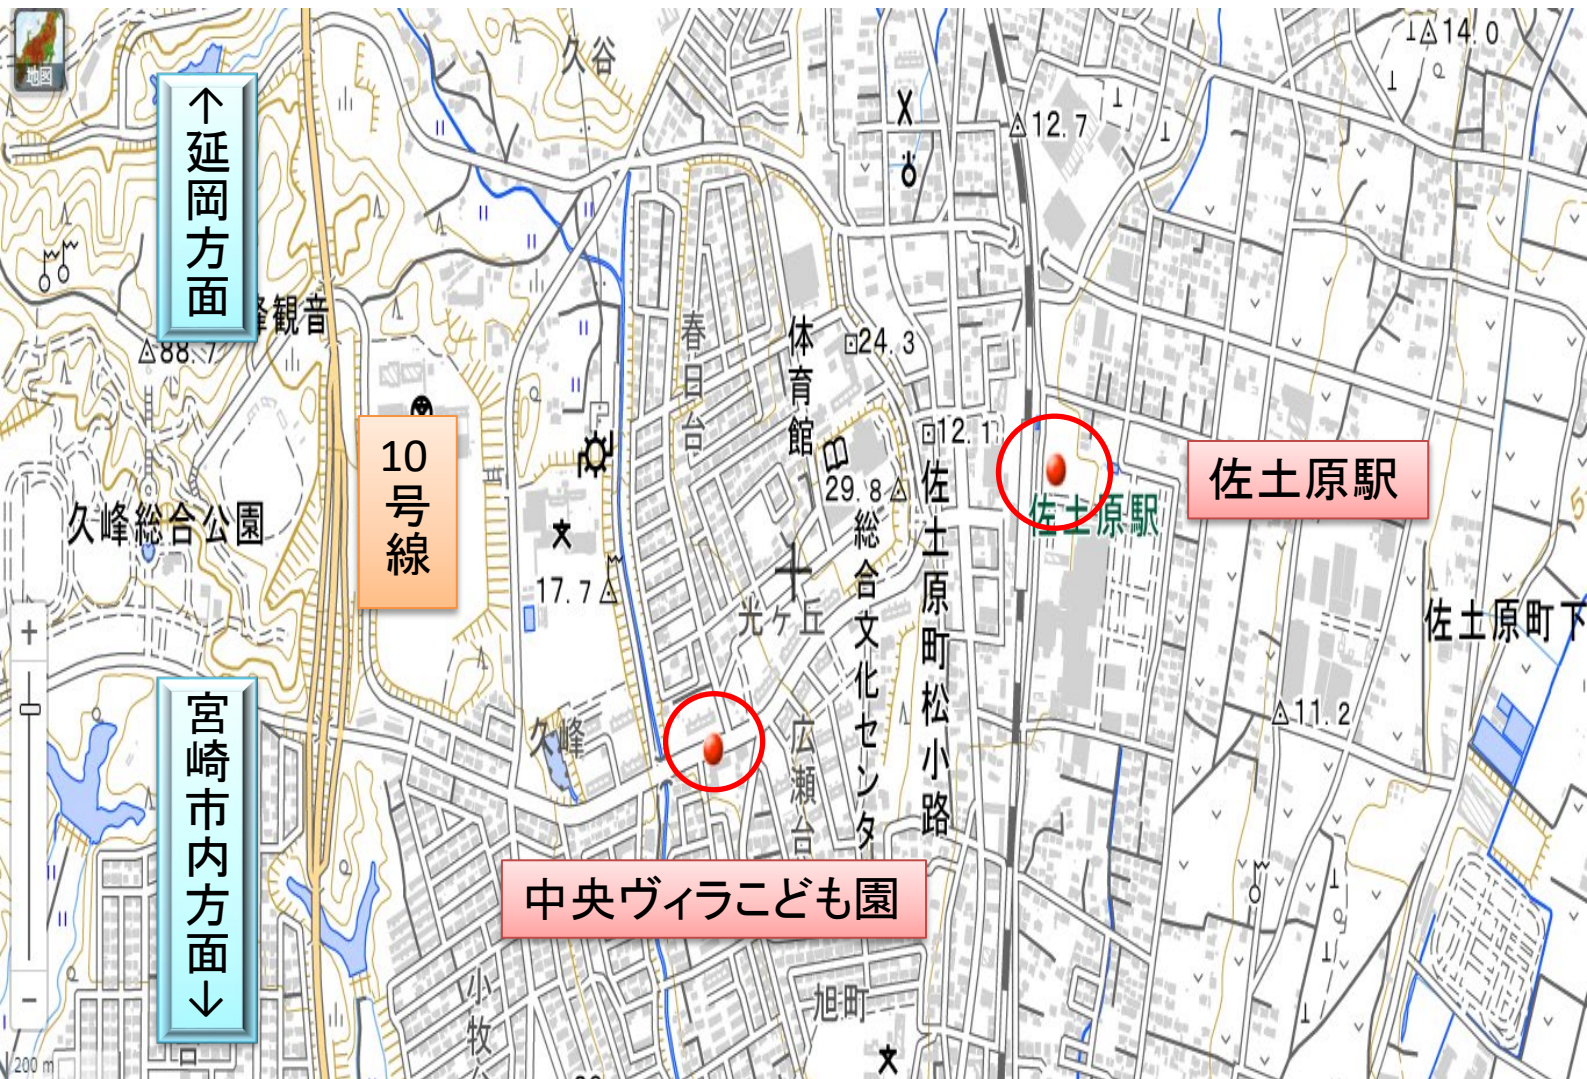 地図
久谷
14.0
↑延岡方面
12.7
峰観音
88.7
春日台
体育館
24.3
12.1
10号線
佐土原駅
佐土原駅
29.8
久峰総合公園
17.7
総合文化センタ
佐土原町松小路
光ヶ丘
佐土原町下
宮崎市内方面↓
久峰
広瀬台
11.2
中央ヴィラこども園
小牧
旭町
200 m